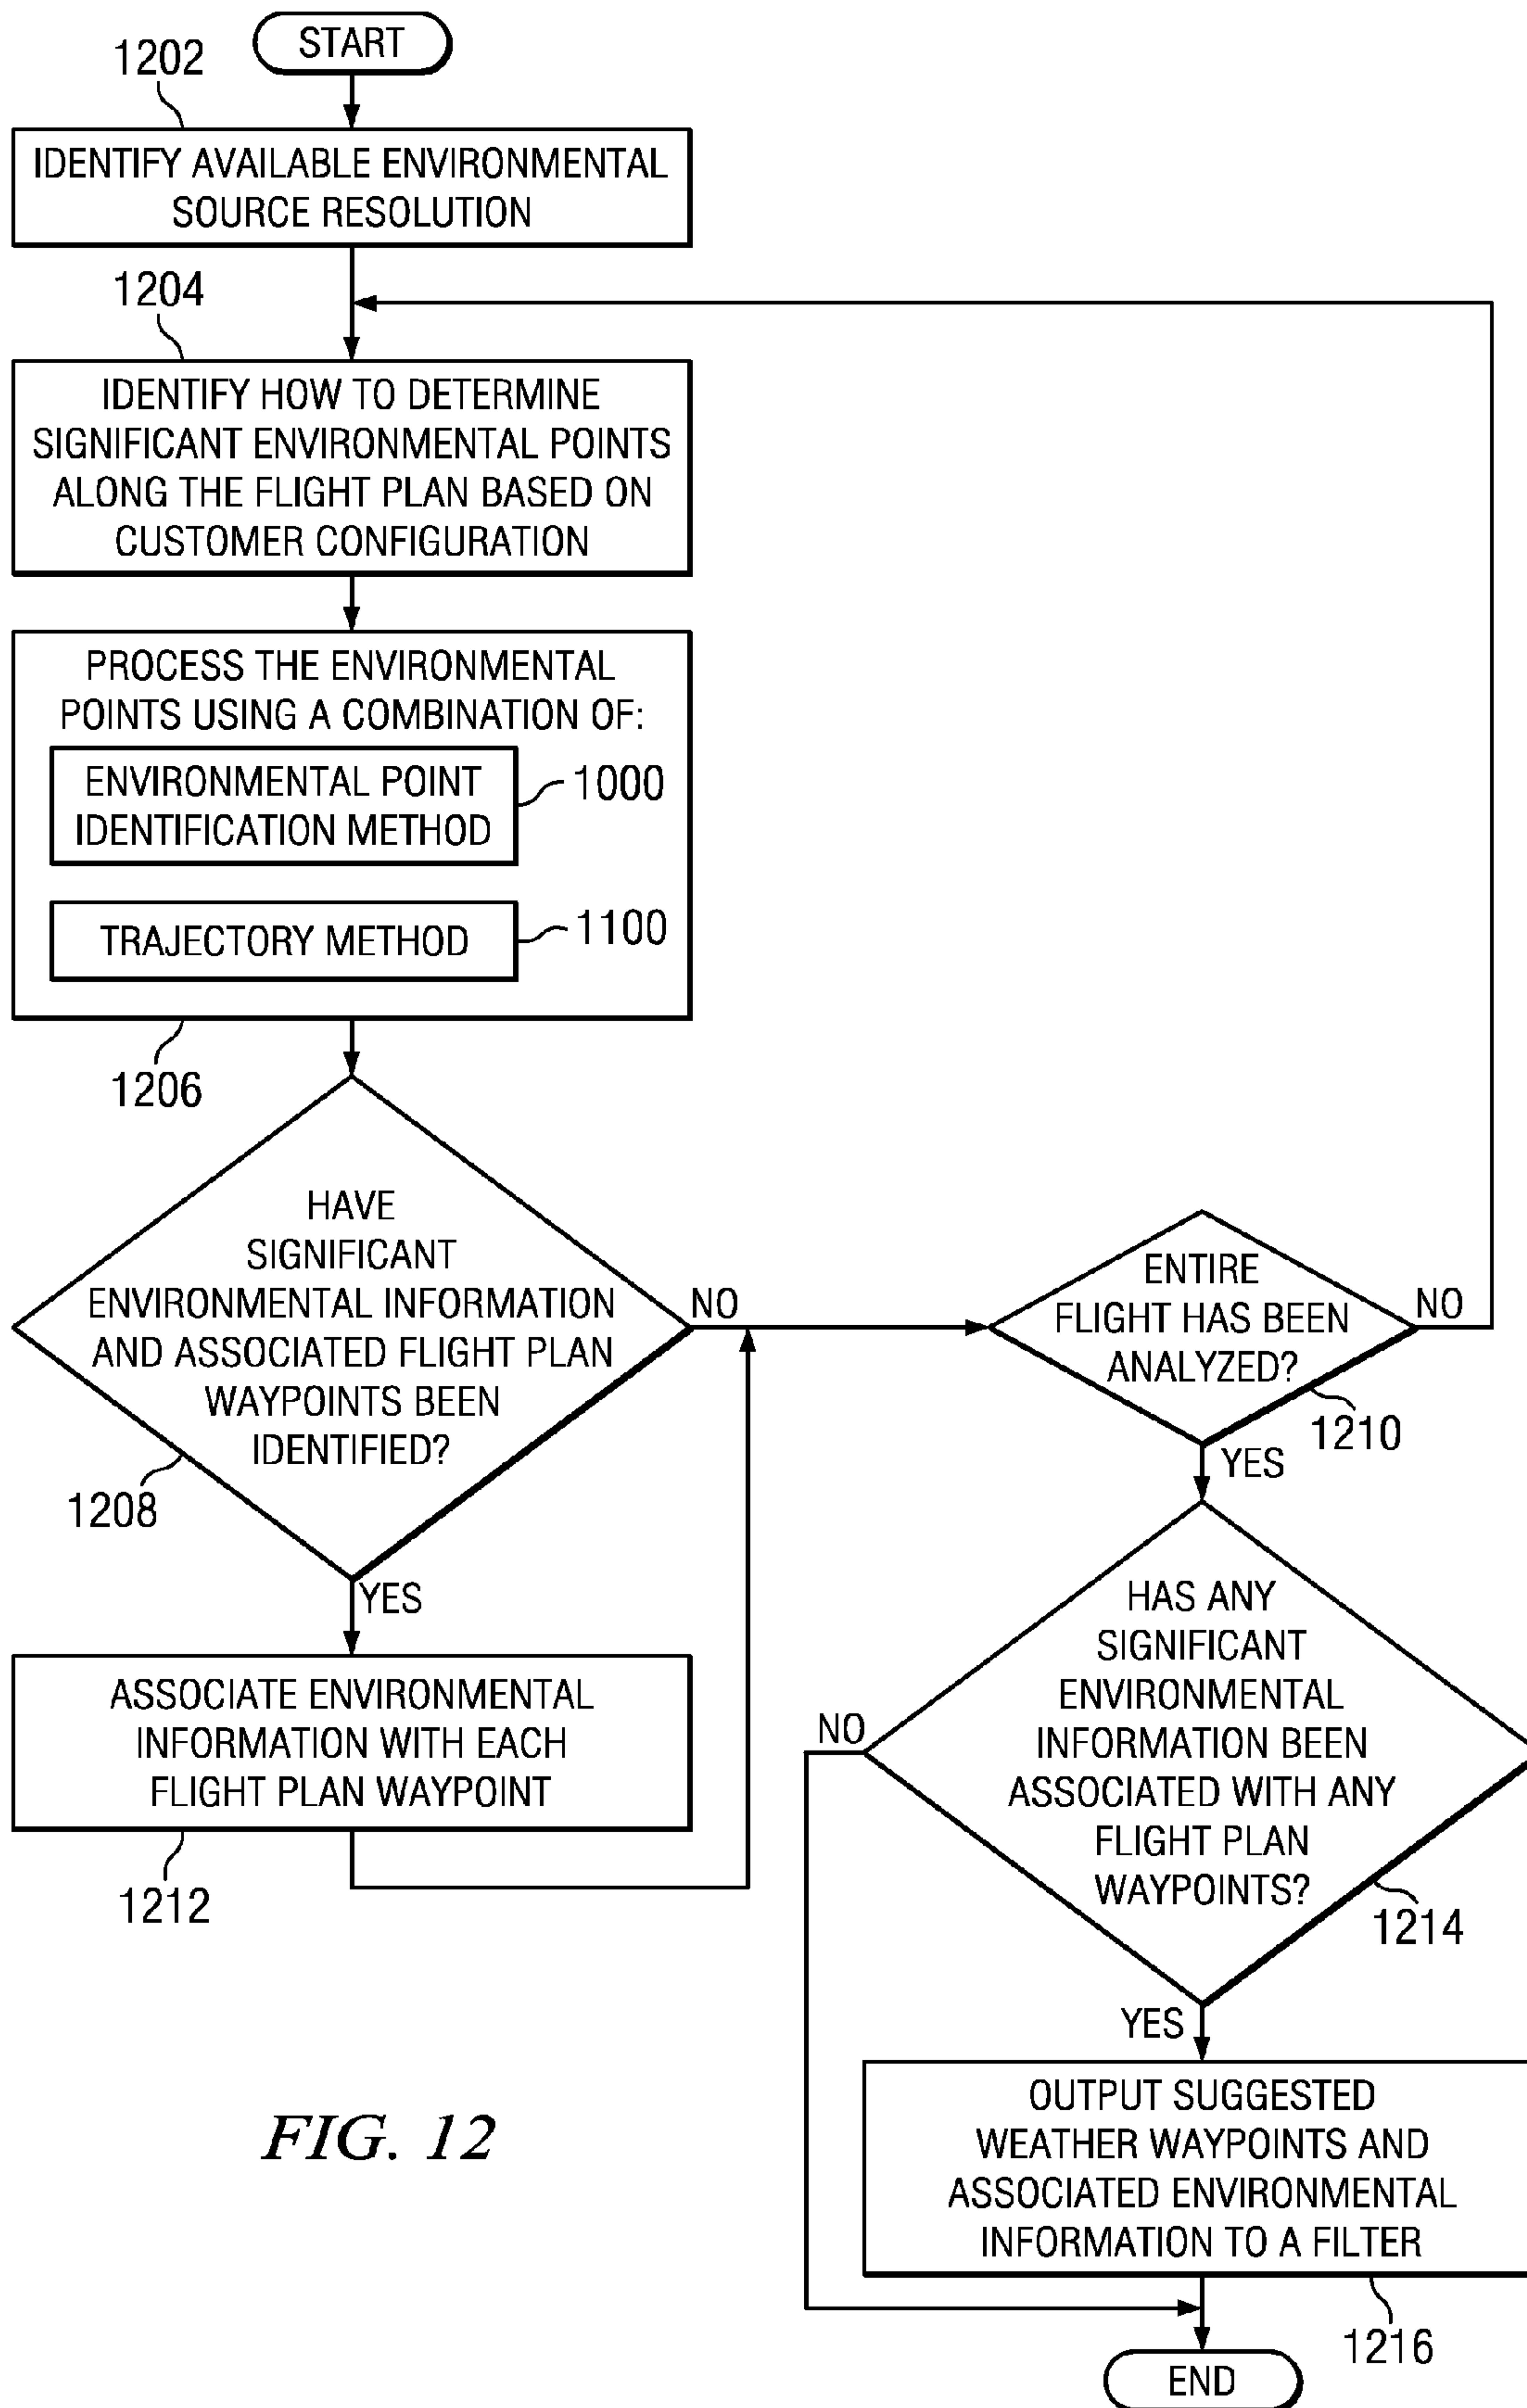 START
1202
IDENTIFY AVAILABLE ENVIRONMENTAL
SOURCE RESOLUTION
1204
IDENTIFY HOW TO DETERMINE
SIGNIFICANT ENVIRONMENTAL POINTS
ALONG THE FLIGHT PLAN BASED ON
CUSTOMER CONFIGURATION
PROCESS THE ENVIRONMENTAL
POINTS USING A COMBINATION OF:
ENVIRONMENTAL POINT
IDENTIFICATION METHOD
1000
TRAJECTORY METHOD
1100
1206
HAVE
SIGNIFICANT
ENVIRONMENTAL INFORMATION
AND ASSOCIATED FLIGHT PLAN
WAYPOINTS BEEN
IDENTIFIED?
1208
NO
YES
ASSOCIATE ENVIRONMENTAL
INFORMATION WITH EACH
FLIGHT PLAN WAYPOINT
1212
ENTIRE
FLIGHT HAS BEEN
ANALYZED?
NO
1210
YES
HAS ANY
SIGNIFICANT
ENVIRONMENTAL
INFORMATION BEEN
ASSOCIATED WITH ANY
FLIGHT PLAN
WAYPOINTS?
NO
1214
YES
OUTPUT SUGGESTED
WEATHER WAYPOINTS AND
ASSOCIATED ENVIRONMENTAL
INFORMATION TO A FILTER
1216
END
FIG. 12